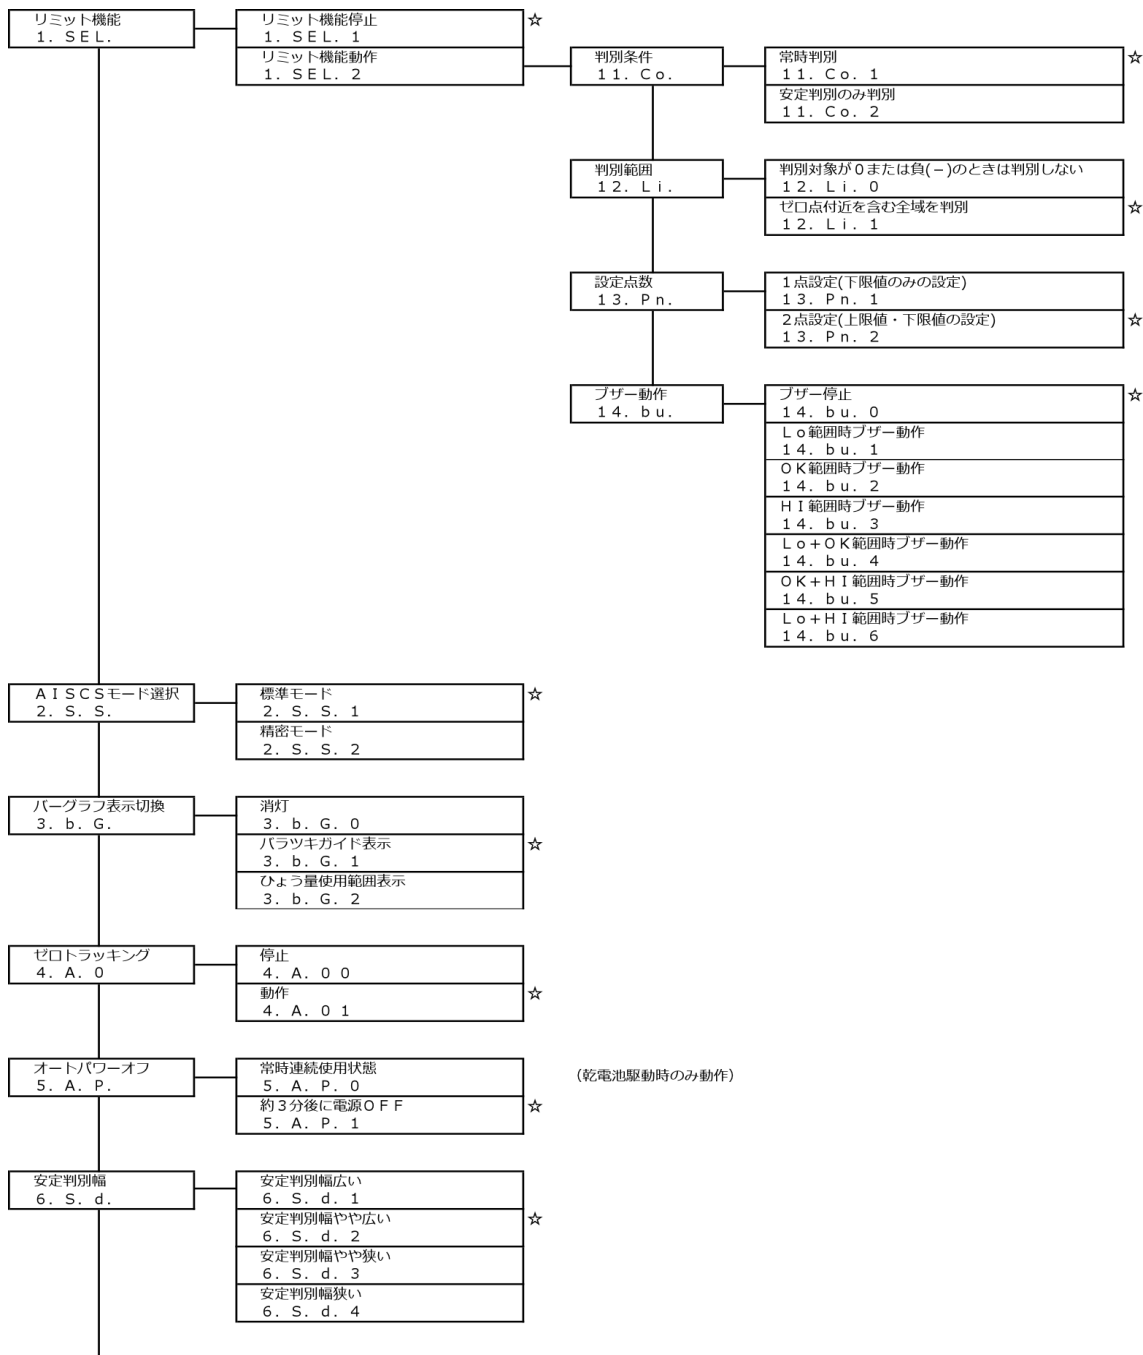 リミット機能
1. SEL.
リミット機能停止
1. SEL. 1
☆
リミット機能動作
1. SEL. 2
判別条件
11. Co.
常時判別
11. Co. 1
☆
安定判別のみ判別
11. Co. 2
判別範囲
12. Li.
判別対象が0または負(−)のときは判別しない
12. Li. 0
ゼロ点付近を含む全域を判別
12. Li. 1
☆
設定点数
13. Pn.
1点設定(下限値のみの設定)
13. Pn. 1
2点設定(上限値・下限値の設定)
13. Pn. 2
☆
ブザー動作
14. bu.
ブザー停止
14. bu. 0
☆
Lo範囲時ブザー動作
14. bu. 1
OK範囲時ブザー動作
14. bu. 2
HI範囲時ブザー動作
14. bu. 3
Lo+OK範囲時ブザー動作
14. bu. 4
OK+HI範囲時ブザー動作
14. bu. 5
Lo+HI範囲時ブザー動作
14. bu. 6
AISCSモード選択
2. S. S.
標準モード
2. S. S. 1
☆
精密モード
2. S. S. 2
バーグラフ表示切換
3. b. G.
消灯
3. b. G. 0
バラツキガイド表示
3. b. G. 1
☆
ひょう量使用範囲表示
3. b. G. 2
ゼロトラッキング
4. A. 0
停止
4. A. 0 0
動作
4. A. 0 1
☆
オートパワーオフ
5. A. P.
常時連続使用状態
5. A. P. 0
(乾電池駆動時のみ動作)
約3分後に電源OFF
5. A. P. 1
☆
安定判別幅
6. S. d.
安定判別幅広い
6. S. d. 1
安定判別幅やや広い
6. S. d. 2
☆
安定判別幅やや狭い
6. S. d. 3
安定判別幅狭い
6. S. d. 4